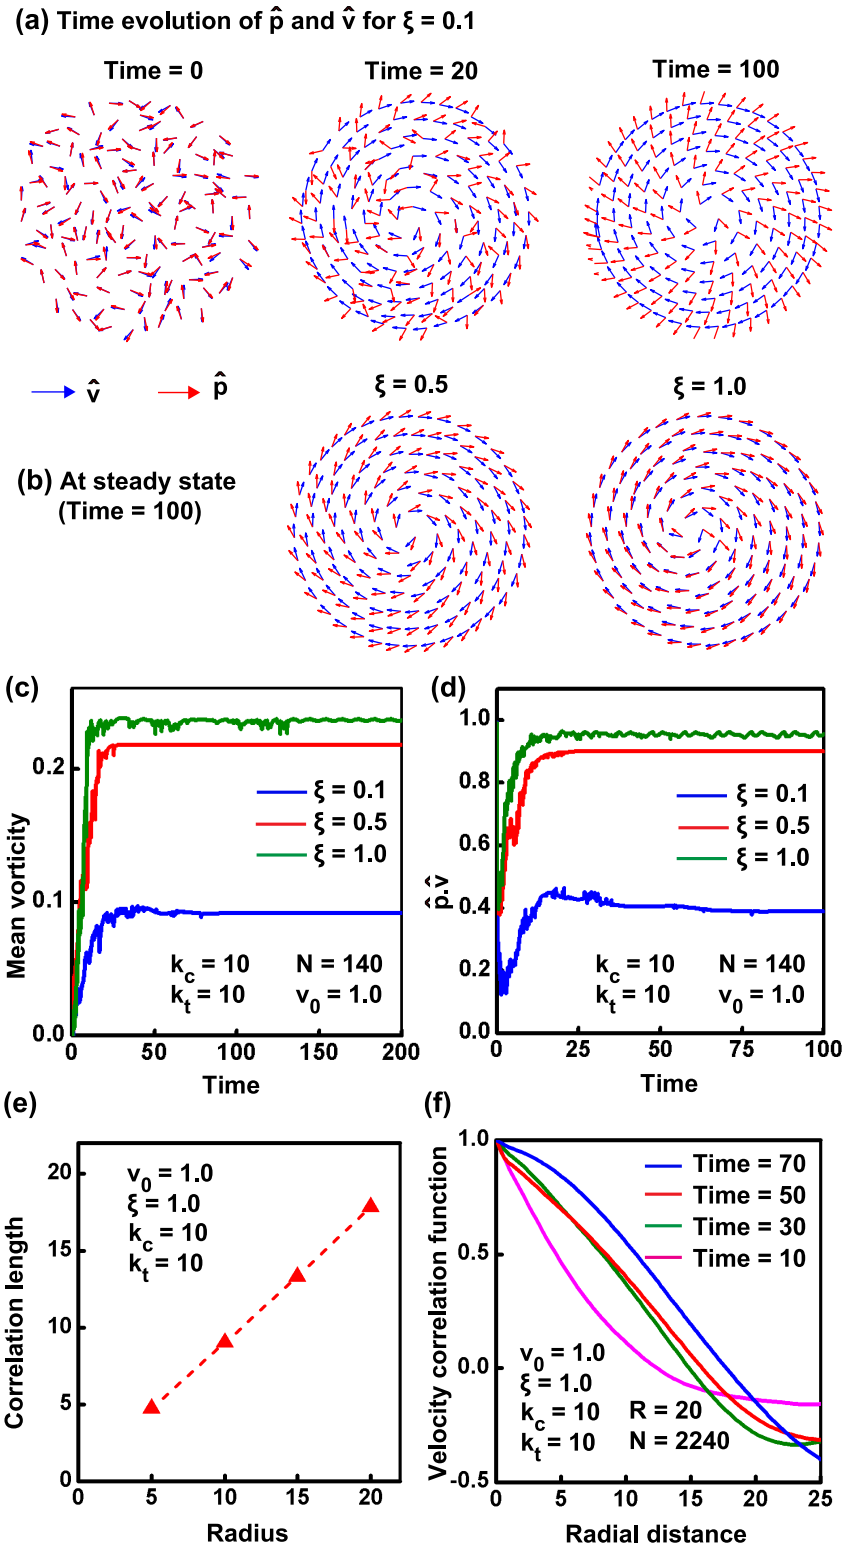 (a) Time evolution of p̂ and v̂ for ξ = 0.1
Time = 0
Time = 20
Time = 100
v̂
p̂
ξ = 0.5
ξ = 1.0
(b) At steady state
(Time = 100)
(c)
Mean vorticity
0.2
0.1
0.0
ξ = 0.1
ξ = 0.5
ξ = 1.0
k_c = 10 N = 140
k_t = 10 v_0 = 1.0
0 50 100 150 200
Time
(d)
p̂.v̂
1.0
0.8
0.6
0.4
0.2
0.0
ξ = 0.1
ξ = 0.5
ξ = 1.0
k_c = 10 N = 140
k_t = 10 v_0 = 1.0
0 25 50 75 100
Time
(e)
Correlation length
20
15
10
5
0
v_0 = 1.0
ξ = 1.0
k_c = 10
k_t = 10
5 10 15 20
Radius
(f)
Velocity correlation function
1.0
0.5
0.0
-0.5
Time = 70
Time = 50
Time = 30
Time = 10
v_0 = 1.0
ξ = 1.0
k_c = 10 R = 20
k_t = 10 N = 2240
0 5 10 15 20 25
Radial distance